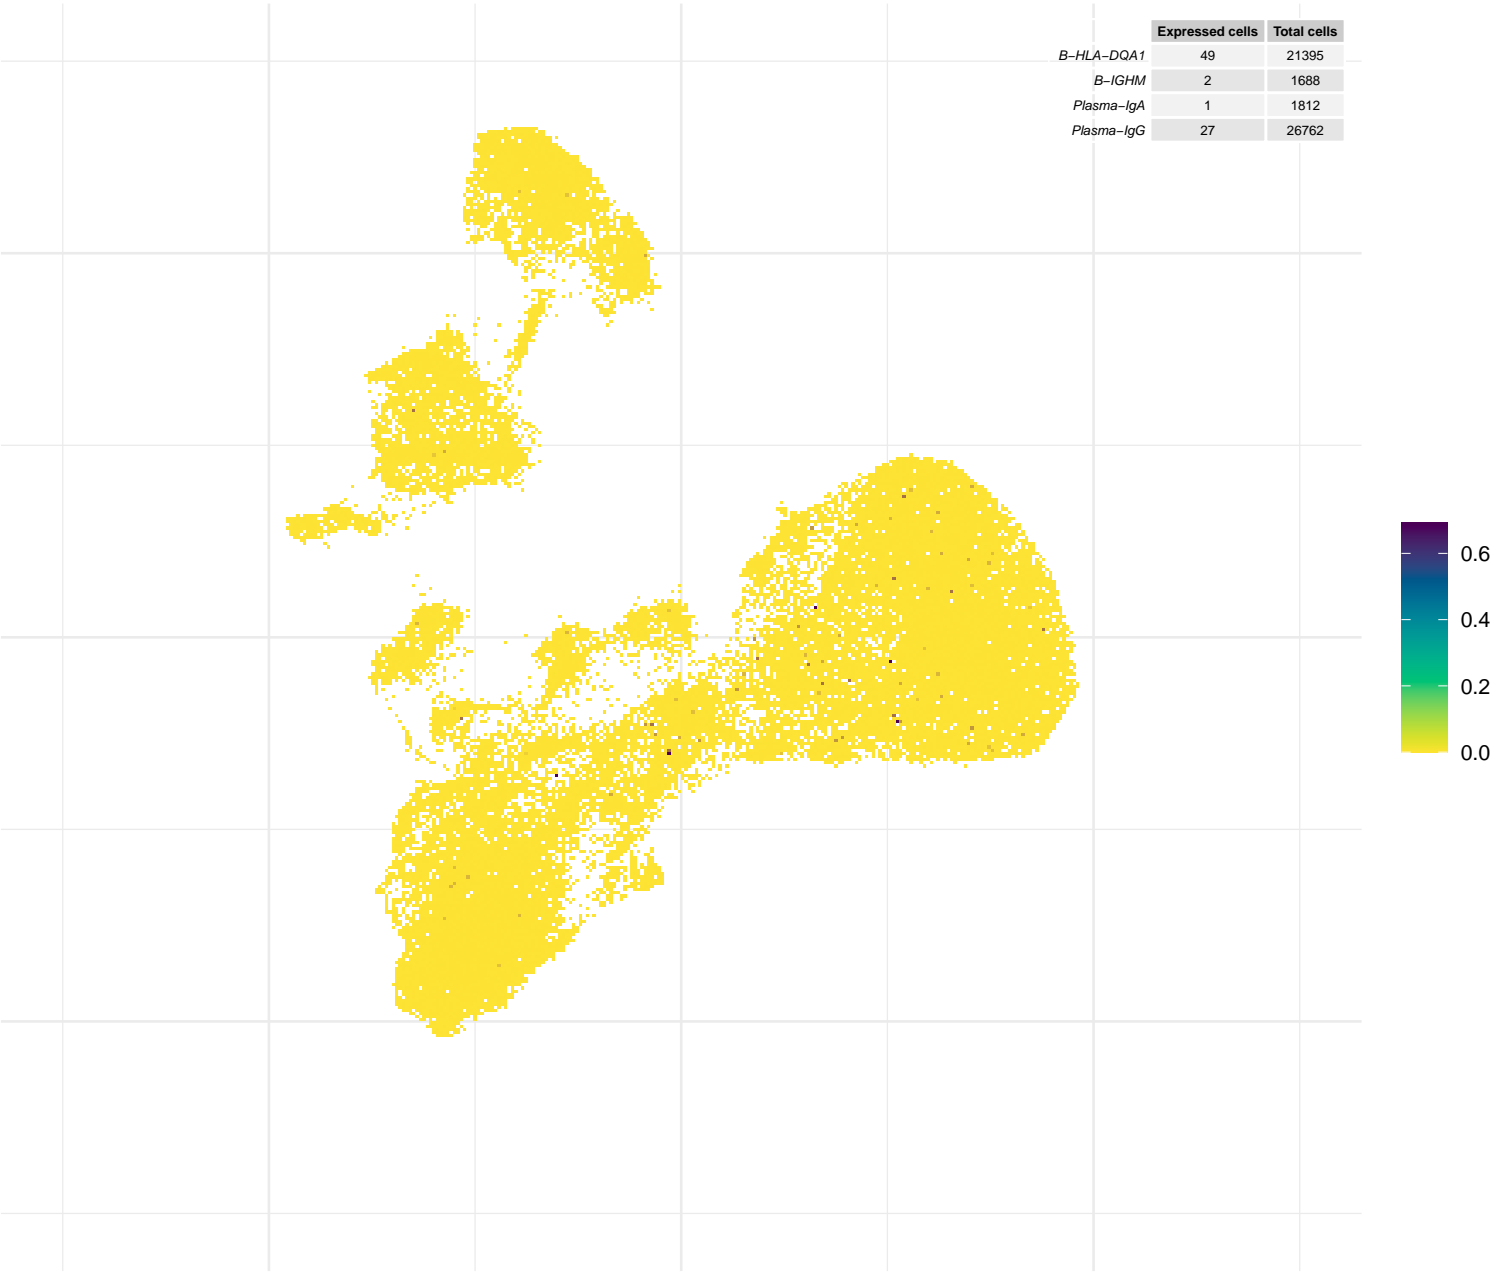 Expressed cells Total cells
B−HLA−DQA1 49 21395
B−IGHM 2 1688
Plasma−IgA 1 1812
Plasma−IgG 27 26762
0.6
0.4
0.2
0.0